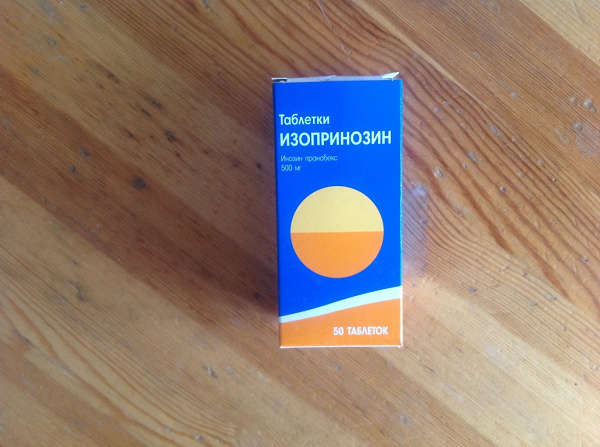 Таблетки
ИЗОПРИНОЗИН
Инозин пранобекс
500 мг
50 ТАБЛЕТОК